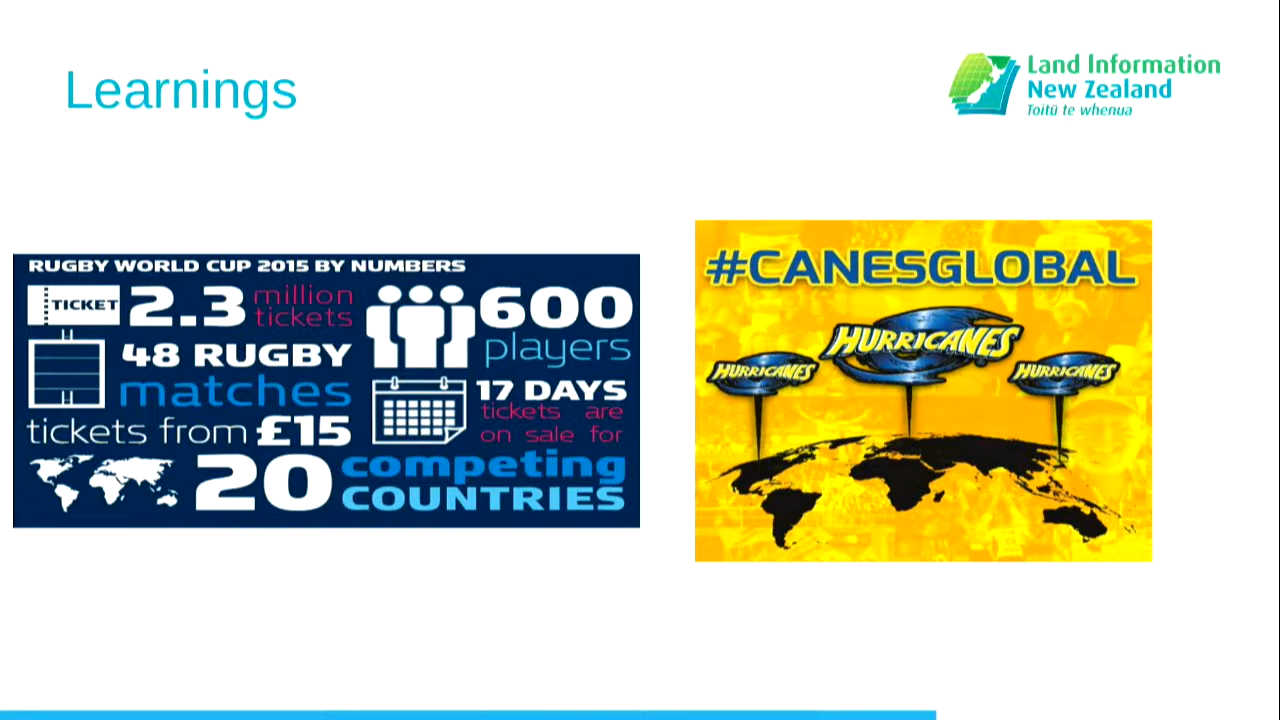 Learnings
Land Information
New Zealand
Toitū te whenua
RUGBY WORLD CUP 2015 BY NUMBERS
TICKET 2.3 million tickets
48 RUGBY
matches
tickets from £15
600
players
17 DAYS
tickets are
on sale for
20 competing
COUNTRIES
#CANESGLOBAL
HURRICANES
HURRICANES
HURRICANES